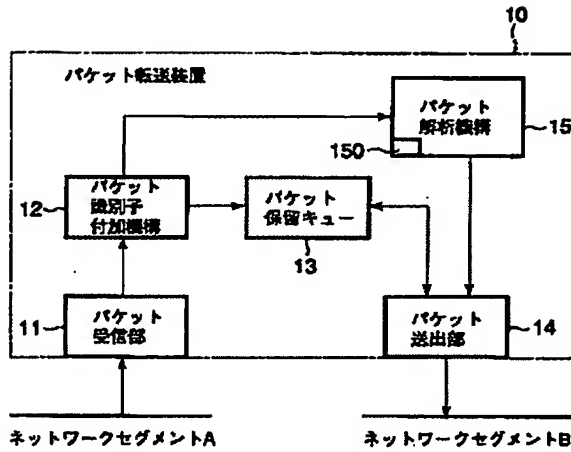 10
パケット転送装置
パケット
解析機構
15
150
12
パケット
識別子
付加機構
パケット
保留キュー
13
11
パケット
受信部
パケット
送出部
14
ネットワークセグメントA
ネットワークセグメントB